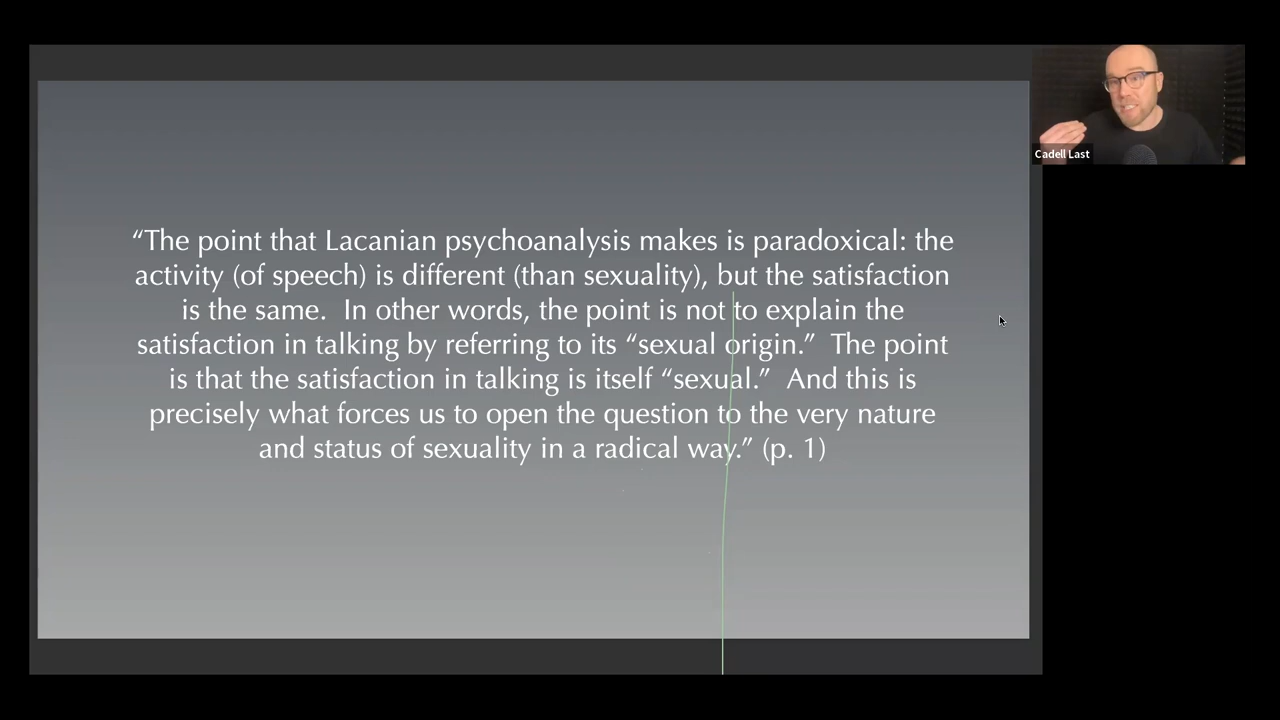 “The point that Lacanian psychoanalysis makes is paradoxical: the
activity (of speech) is different (than sexuality), but the satisfaction
is the same.  In other words, the point is not to explain the
satisfaction in talking by referring to its “sexual origin.”  The point
is that the satisfaction in talking is itself “sexual.”  And this is
precisely what forces us to open the question to the very nature
and status of sexuality in a radical way.” (p. 1)
Cadell Last